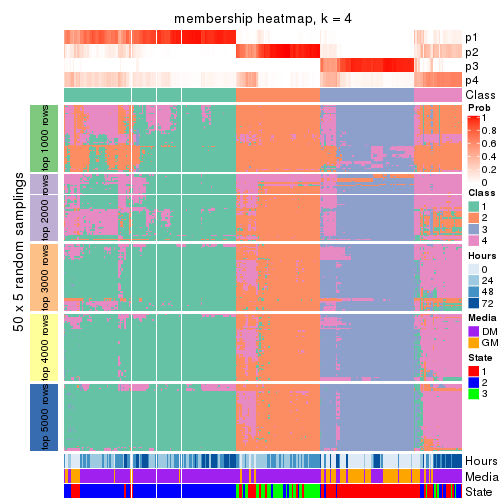 membership heatmap, k = 4
p1
p2
p3
p4
Class
50 x 5 random samplings
top 1000 rows
top 2000 rows
top 3000 rows
top 4000 rows
top 5000 rows
Prob
1
0.8
0.6
0.4
0.2
0
Class
1
2
3
4
Hours
0
24
48
72
Media
DM
GM
State
1
2
3
Hours
Media
State